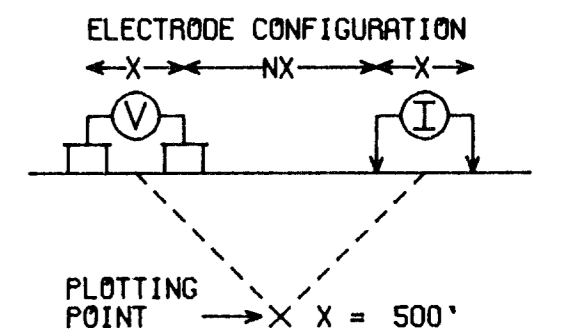 ELECTRODE CONFIGURATION
X NX X
V I
PLOTTING
POINT X X = 500'